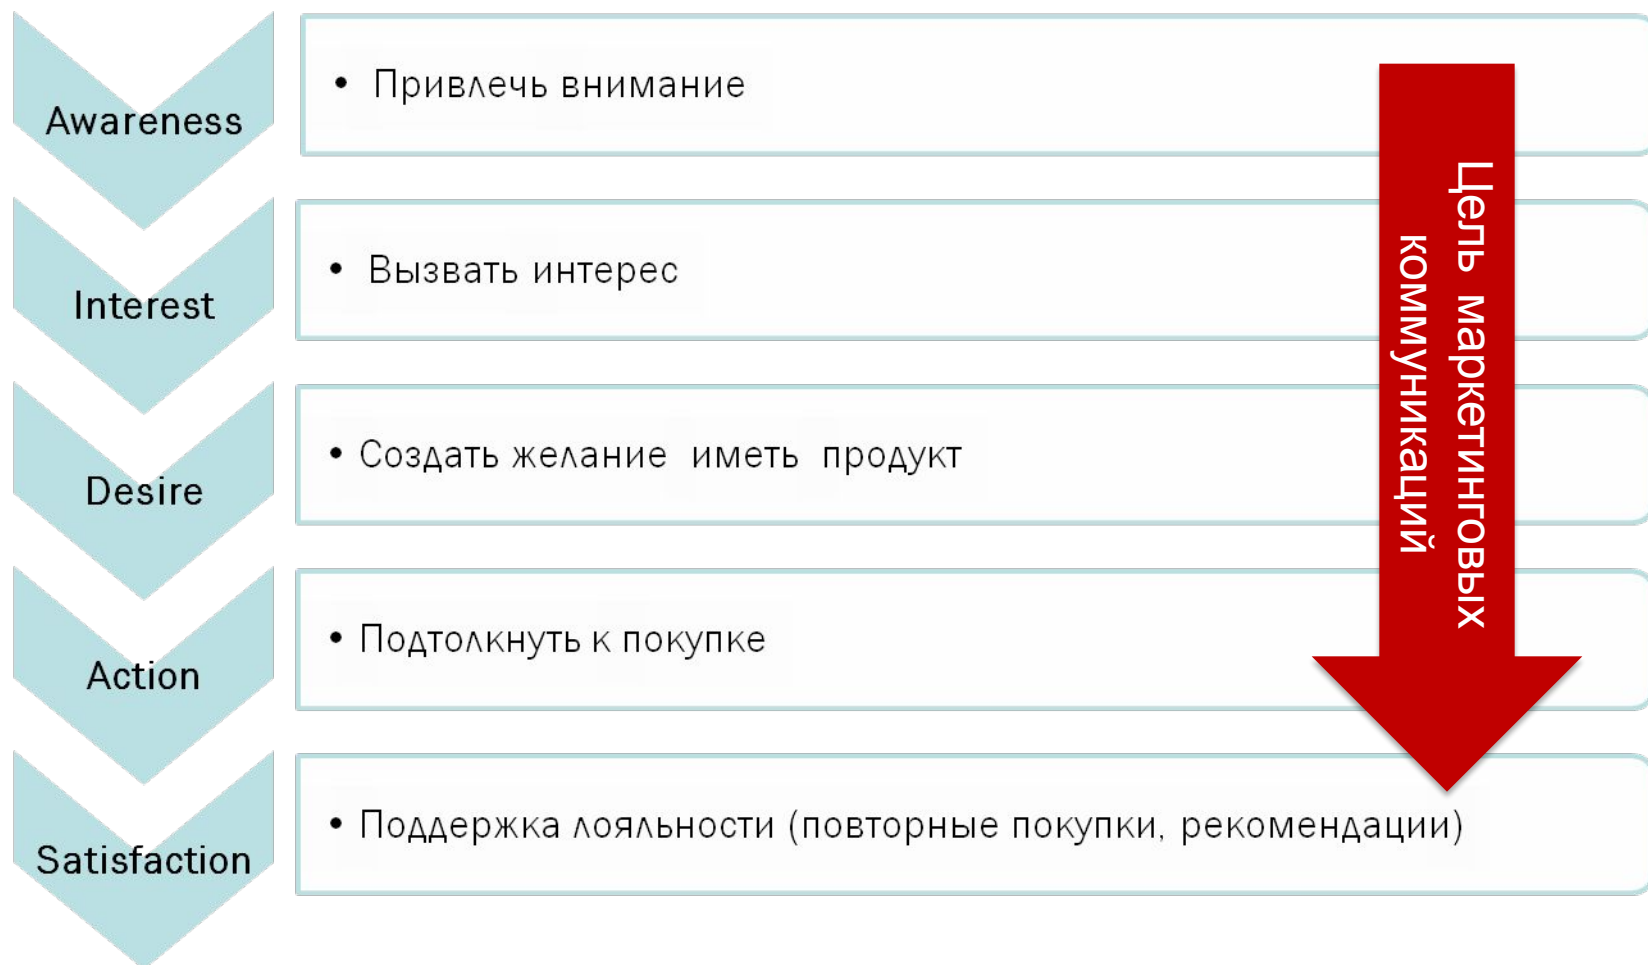 Awareness
• Привлечь внимание
Interest
• Вызвать интерес
Desire
• Создать желание иметь продукт
Action
• Подтолкнуть к покупке
Satisfaction
• Поддержка лояльности (повторные покупки, рекомендации)
Цель маркетинговых
коммуникаций